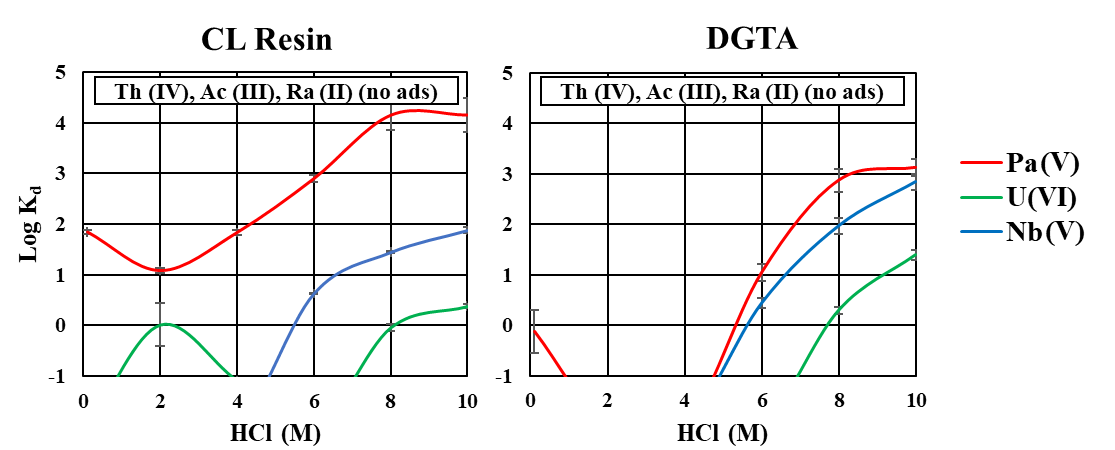 CL Resin
DGTA
Th (IV), Ac (III), Ra (II) (no ads)
Th (IV), Ac (III), Ra (II) (no ads)
Log Kd
5
4
3
2
1
0
-1
0
2
4
6
8
10
HCl (M)
5
4
3
2
1
0
-1
0
2
4
6
8
10
HCl (M)
Pa(V)
U(VI)
Nb(V)